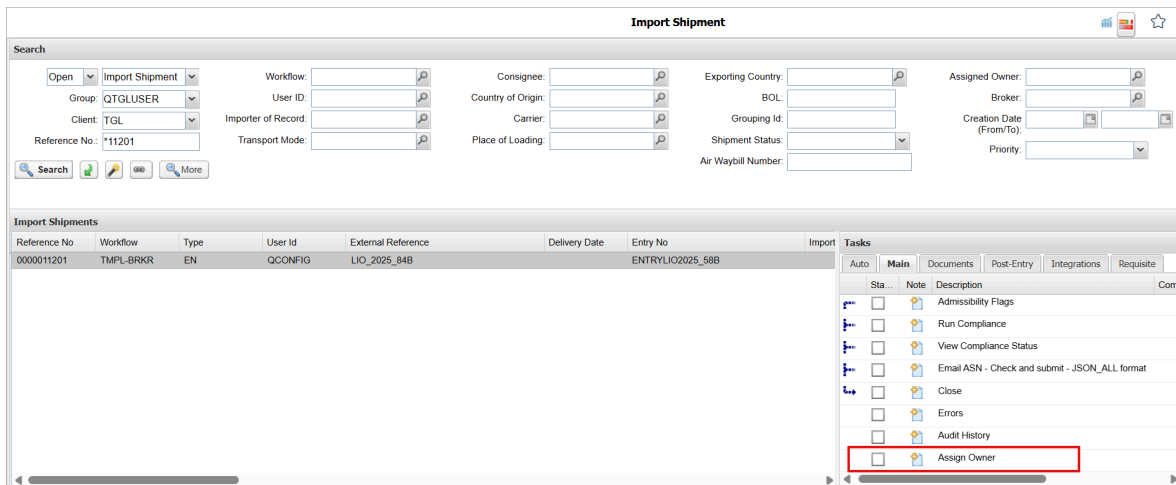 Import Shipment
Search
Open Import Shipment Workflow: Consignee: Exporting Country: Assigned Owner:
Group: QTGLUSER User ID: Country of Origin: BOL: Broker:
Client: TGL Importer of Record: Carrier: Grouping Id: Creation Date
(From/To):
Reference No.: *11201 Transport Mode: Place of Loading: Shipment Status: Priority:
Air Waybill Number:
Search More
Import Shipments
Reference No Workflow Type User Id External Reference Delivery Date Entry No Import
0000011201 TMPL-BRKR EN QCONFIG LIO_2025_84B ENTRYLIO2025_58B
Tasks
Auto Main Documents Post-Entry Integrations Requisite
Sta... Note Description Com
Admissibility Flags
Run Compliance
View Compliance Status
Email ASN - Check and submit - JSON_ALL format
Close
Errors
Audit History
Assign Owner